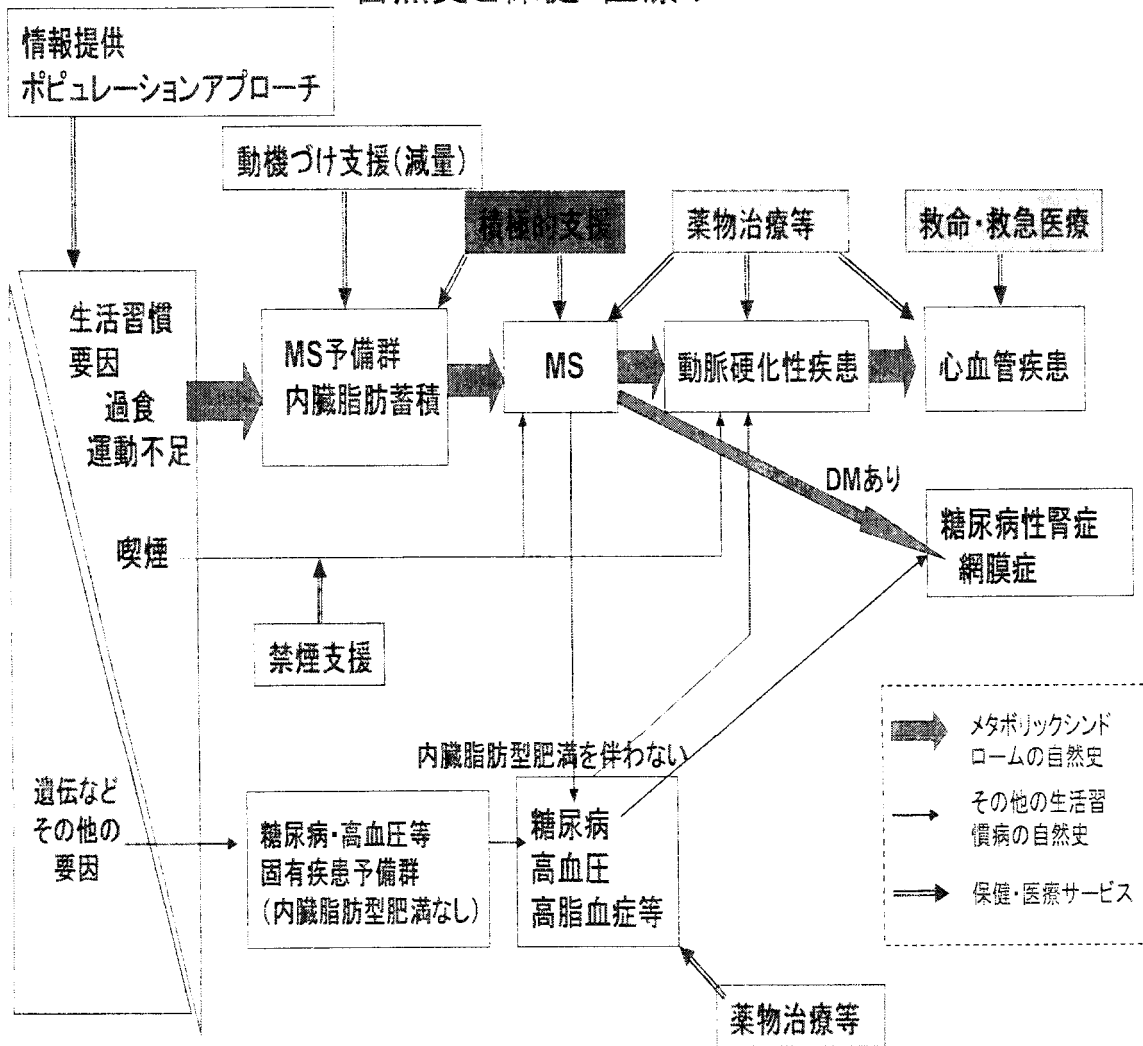 情報提供
ポピュレーションアプローチ
動機づけ支援(減量)
積極的支援
薬物治療等
救命・救急医療
生活習慣
要因
過食
運動不足
MS予備群
内臓脂肪蓄積
MS
動脈硬化性疾患
心血管疾患
DMあり
糖尿病性腎症
網膜症
喫煙
禁煙支援
メタボリックシンド
ロームの自然史
その他の生活習
慣病の自然史
保健・医療サービス
内臓脂肪型肥満を伴わない
遺伝など
その他の
要因
糖尿病・高血圧等
固有疾患予備群
(内臓脂肪型肥満なし)
糖尿病
高血圧
高脂血症等
薬物治療等